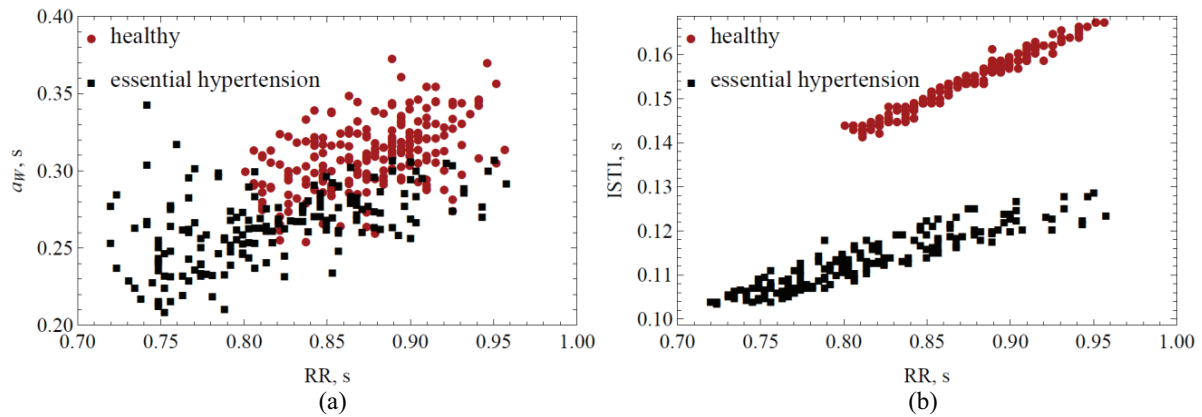 0.40
healthy
essential hypertension
0.35
0.30
0.25
0.20
a_W, s
0.70 0.75 0.80 0.85 0.90 0.95 1.00
RR, s
(a)
healthy
0.16
essential hypertension
0.15
0.14
0.13
0.12
0.11
0.10
ISTI, s
0.70 0.75 0.80 0.85 0.90 0.95 1.00
RR, s
(b)